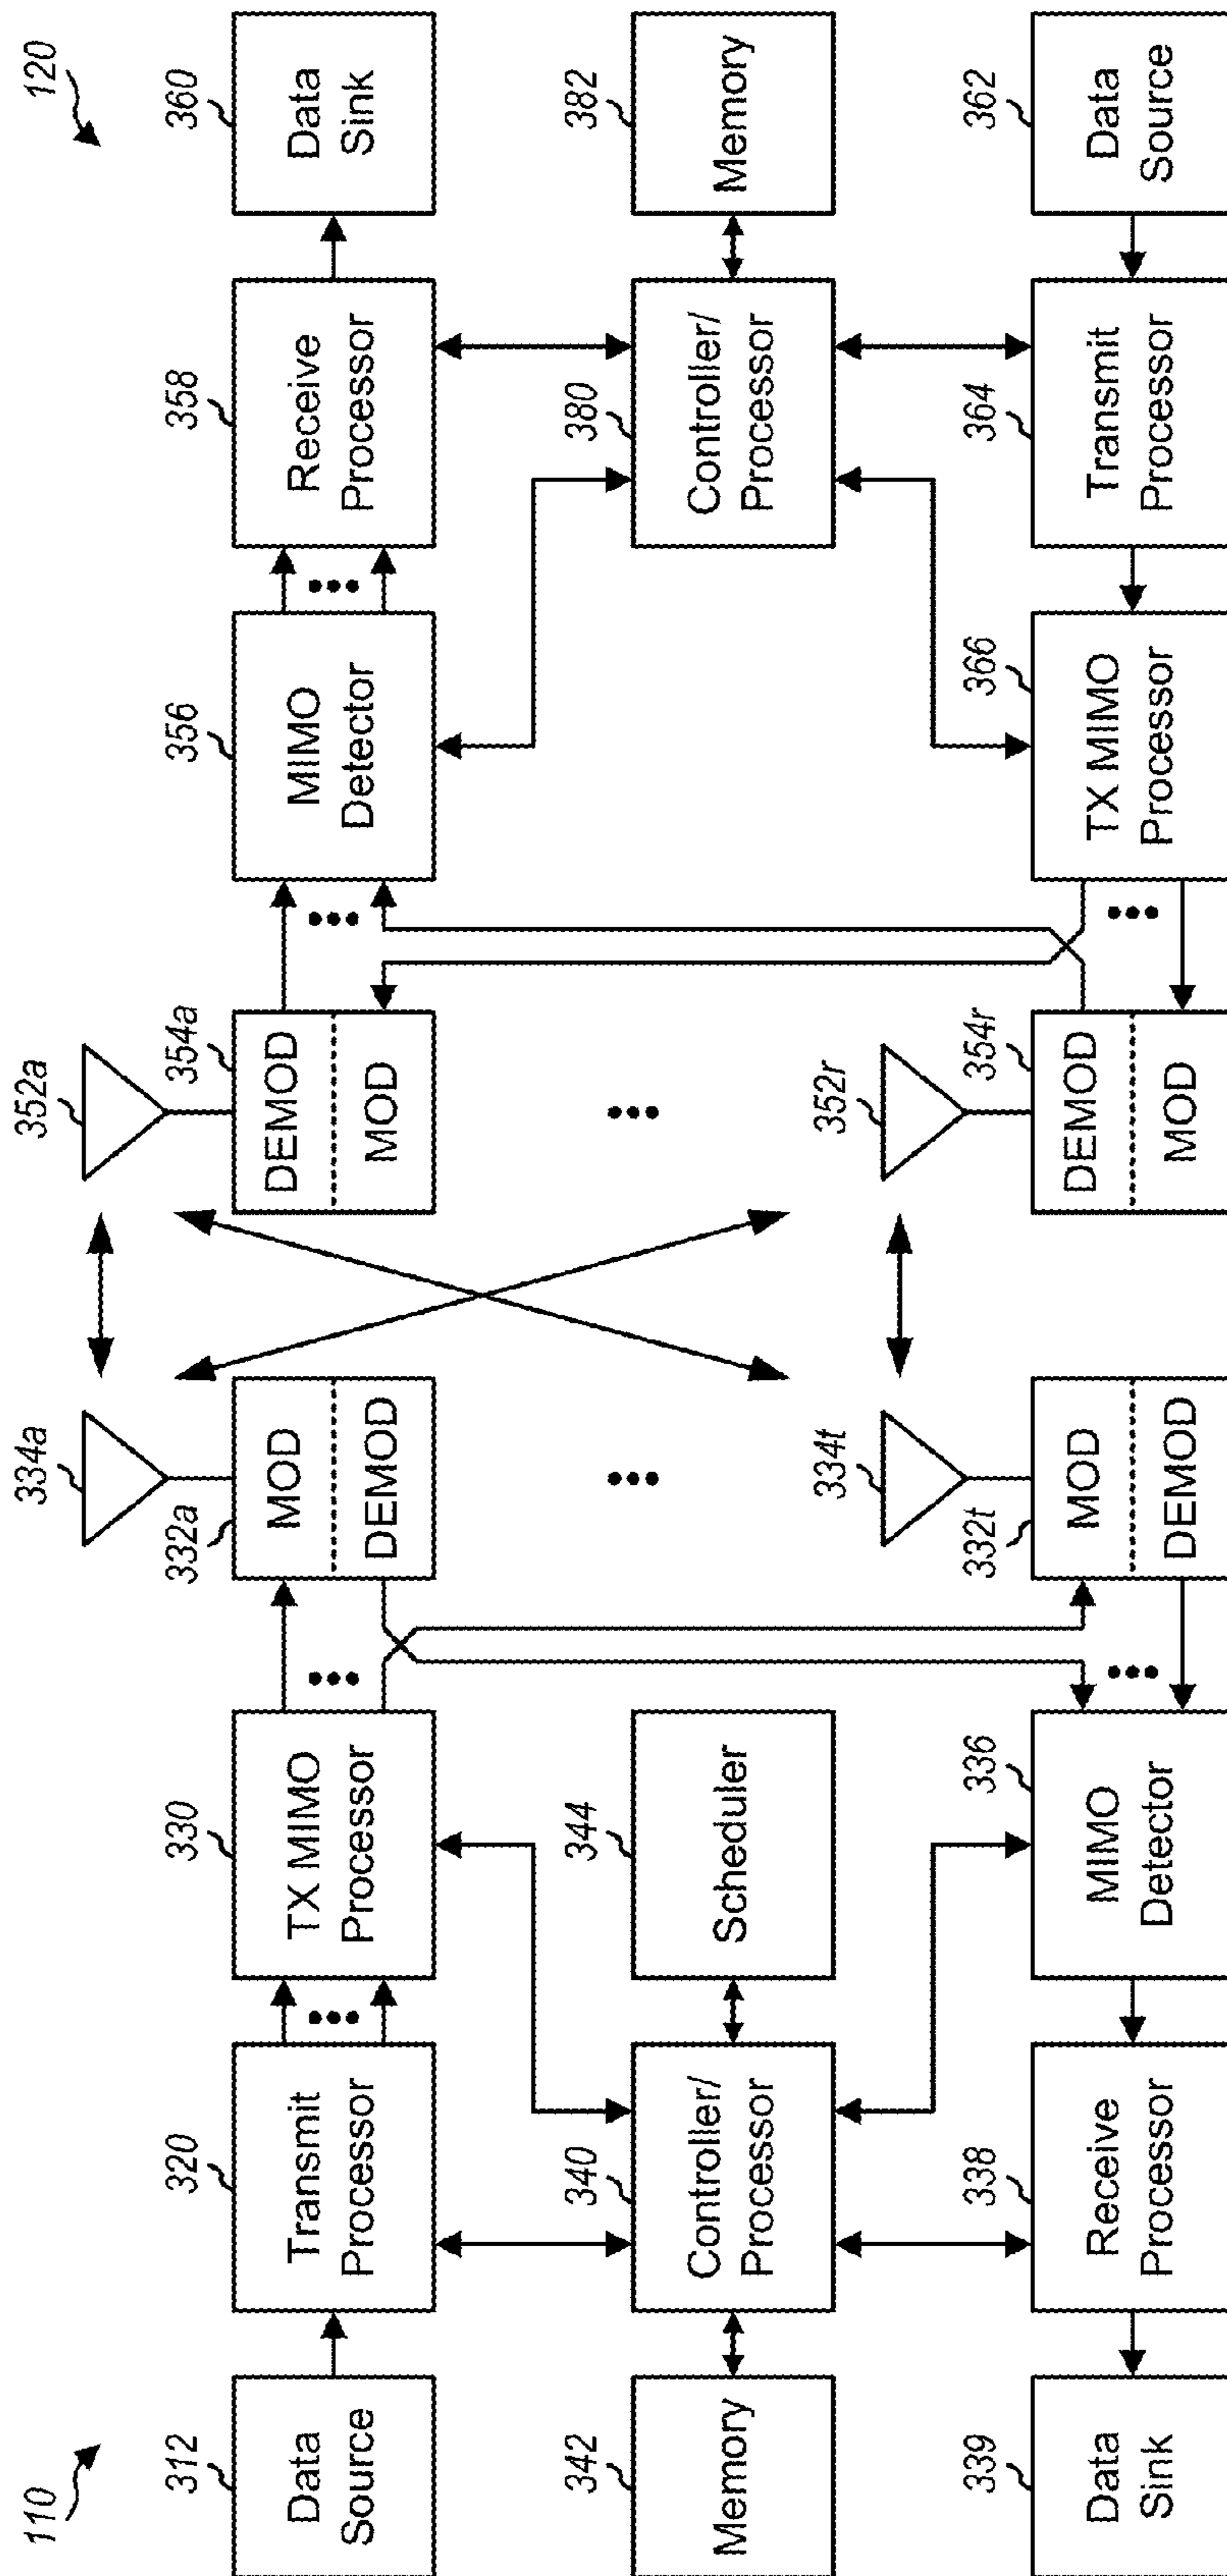 110
120
312
Data
Source
320
Transmit
Processor
330
TX MIMO
Processor
332a
MOD
DEMOD
334a
352a
354a
DEMOD
MOD
356
MIMO
Detector
358
Receive
Processor
360
Data
Sink
342
Memory
340
Controller/
Processor
344
Scheduler
380
Controller/
Processor
382
Memory
339
Data
Sink
338
Receive
Processor
336
MIMO
Detector
332t
MOD
DEMOD
334t
352r
354r
DEMOD
MOD
366
TX MIMO
Processor
364
Transmit
Processor
362
Data
Source